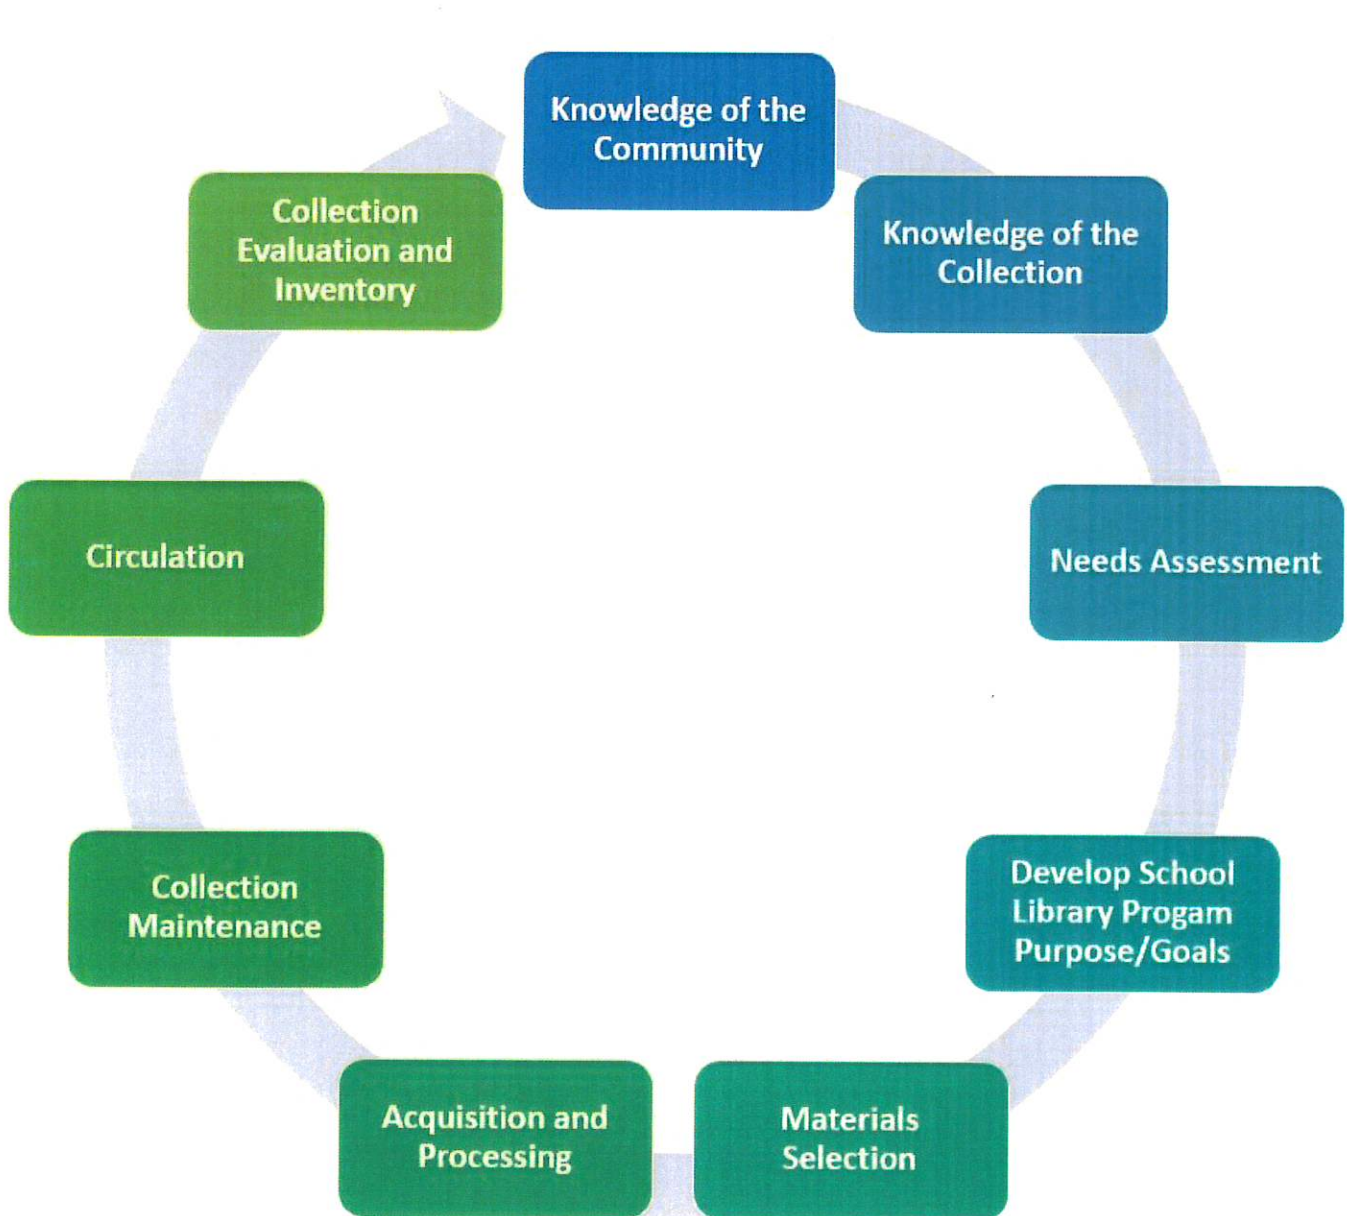 Knowledge of the
Community
Knowledge of the
Collection
Needs Assessment
Develop School
Library Progam
Purpose/Goals
Materials
Selection
Acquisition and
Processing
Collection
Maintenance
Circulation
Collection
Evaluation and
Inventory